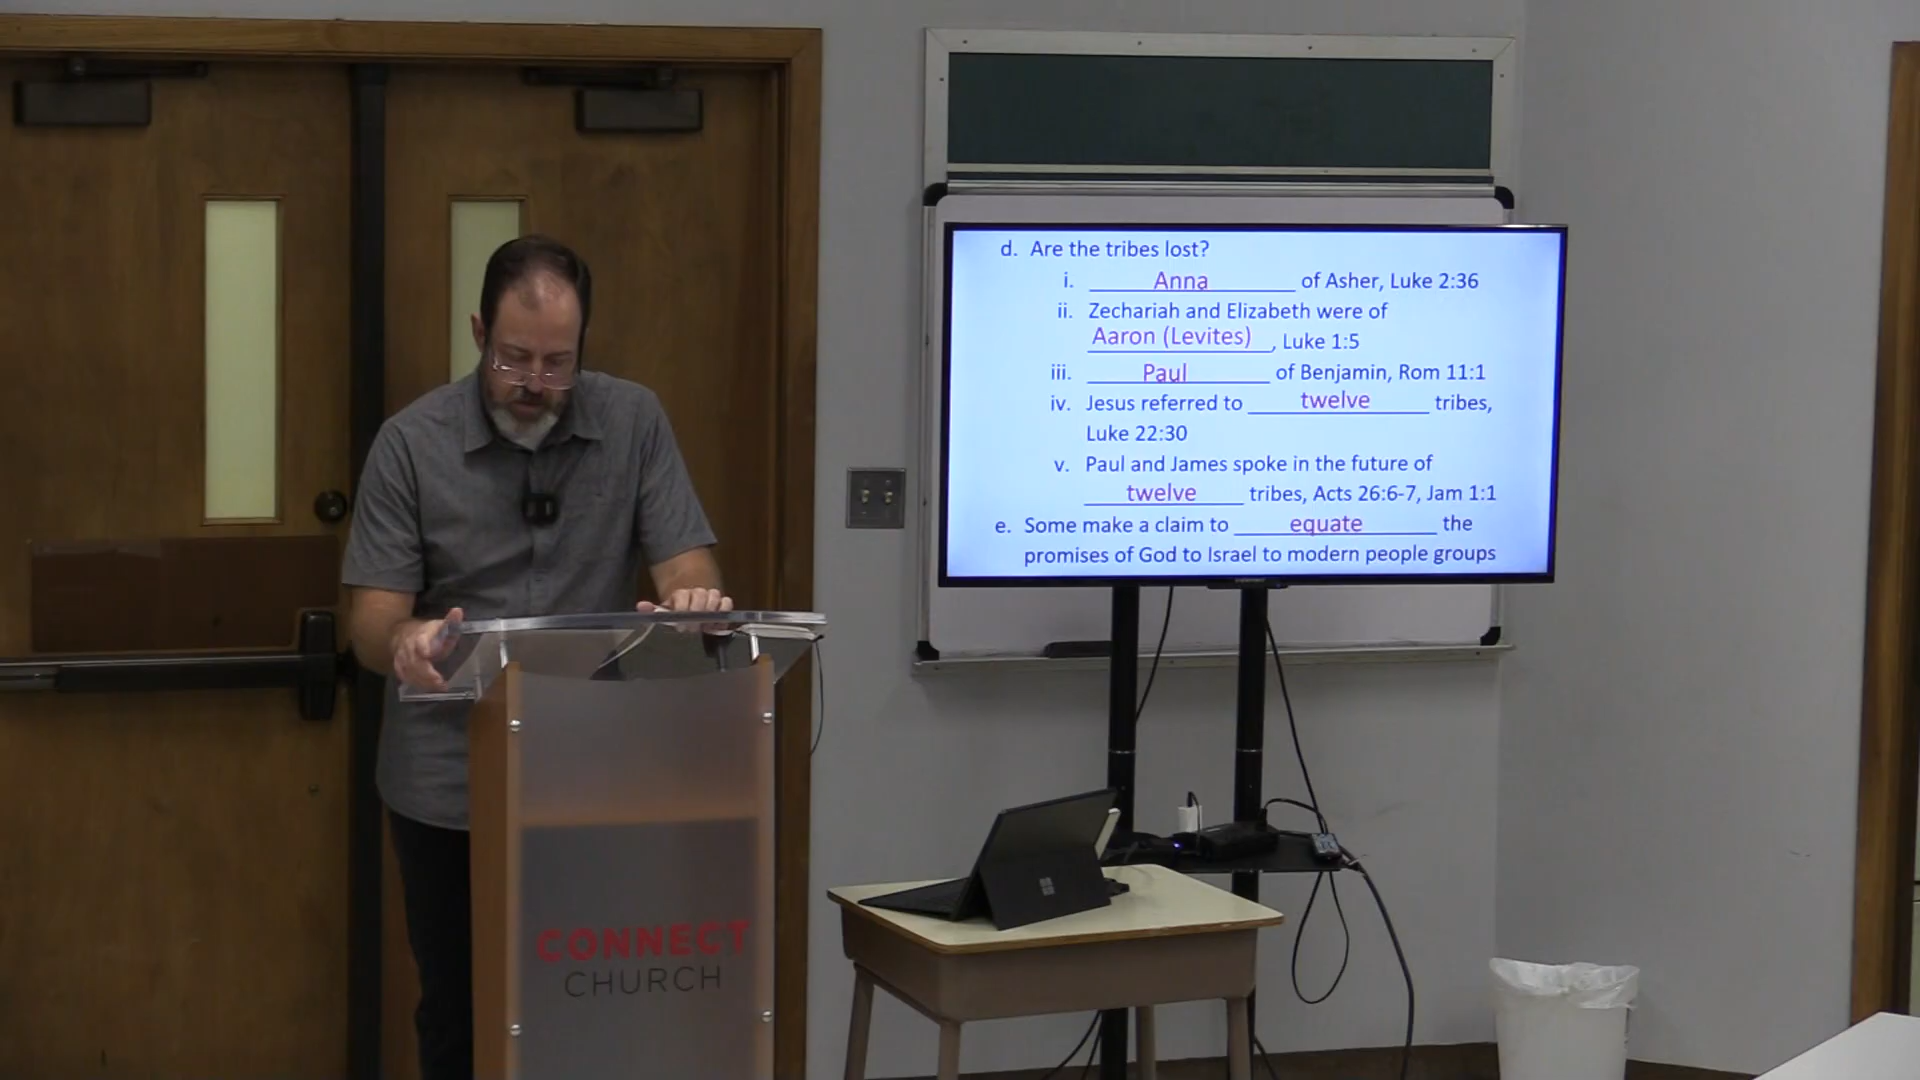 d. Are the tribes lost?
i. Anna of Asher, Luke 2:36
ii. Zechariah and Elizabeth were of
Aaron (Levites), Luke 1:5
iii. Paul of Benjamin, Rom 11:1
iv. Jesus referred to twelve tribes,
Luke 22:30
v. Paul and James spoke in the future of
twelve tribes, Acts 26:6-7, Jam 1:1
e. Some make a claim to equate the
promises of God to Israel to modern people groups
CONNECT
CHURCH